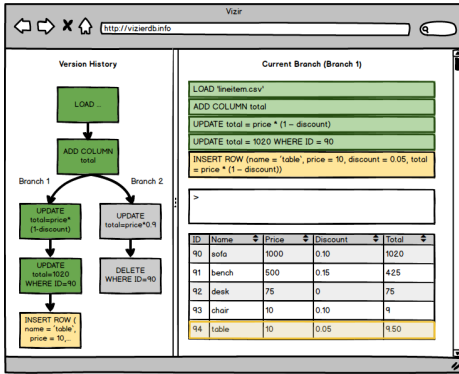 Vizir
http://vizierdb.info
Version History
LOAD ...
ADD COLUMN
total
Branch 1
Branch 2
UPDATE
total=price*
(1-discount)
UPDATE
total=price*0.9
UPDATE
total=1020
WHERE ID=90
DELETE
WHERE ID=90
INSERT ROW (
name = 'table',
price = 10,...
Current Branch (Branch 1)
LOAD 'lineitem.csv'
ADD COLUMN total
UPDATE total = price * (1 – discount)
UPDATE total = 1020 WHERE ID = 90
INSERT ROW (name = 'table', price = 10, discount = 0.05, total
= price * (1 – discount))
>
ID Name Price Discount Total
90 sofa 1000 0.10 1020
91 bench 500 0.15 425
92 desk 75 0 75
93 chair 10 0.10 9
94 table 10 0.05 9.50